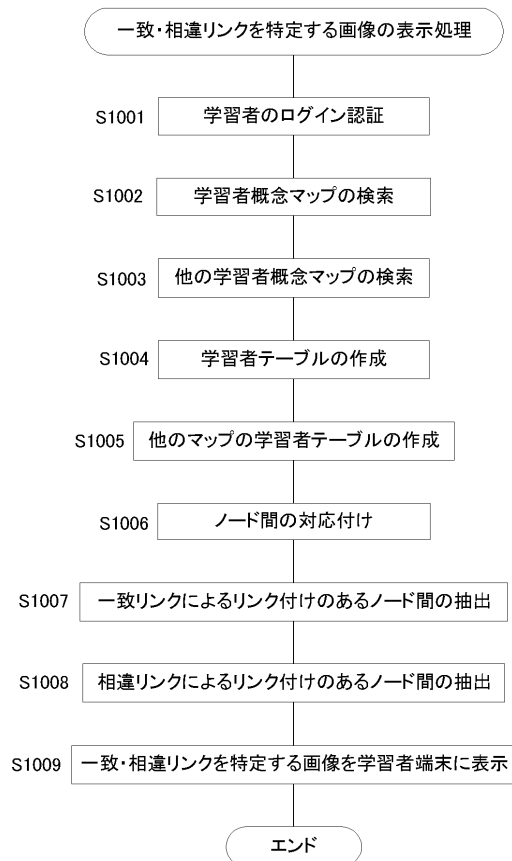 一致・相違リンクを特定する画像の表示処理
S1001 学習者のログイン認証
S1002 学習者概念マップの検索
S1003 他の学習者概念マップの検索
S1004 学習者テーブルの作成
S1005 他のマップの学習者テーブルの作成
S1006 ノード間の対応付け
S1007 一致リンクによるリンク付けのあるノード間の抽出
S1008 相違リンクによるリンク付けのあるノード間の抽出
S1009 一致・相違リンクを特定する画像を学習者端末に表示
エンド